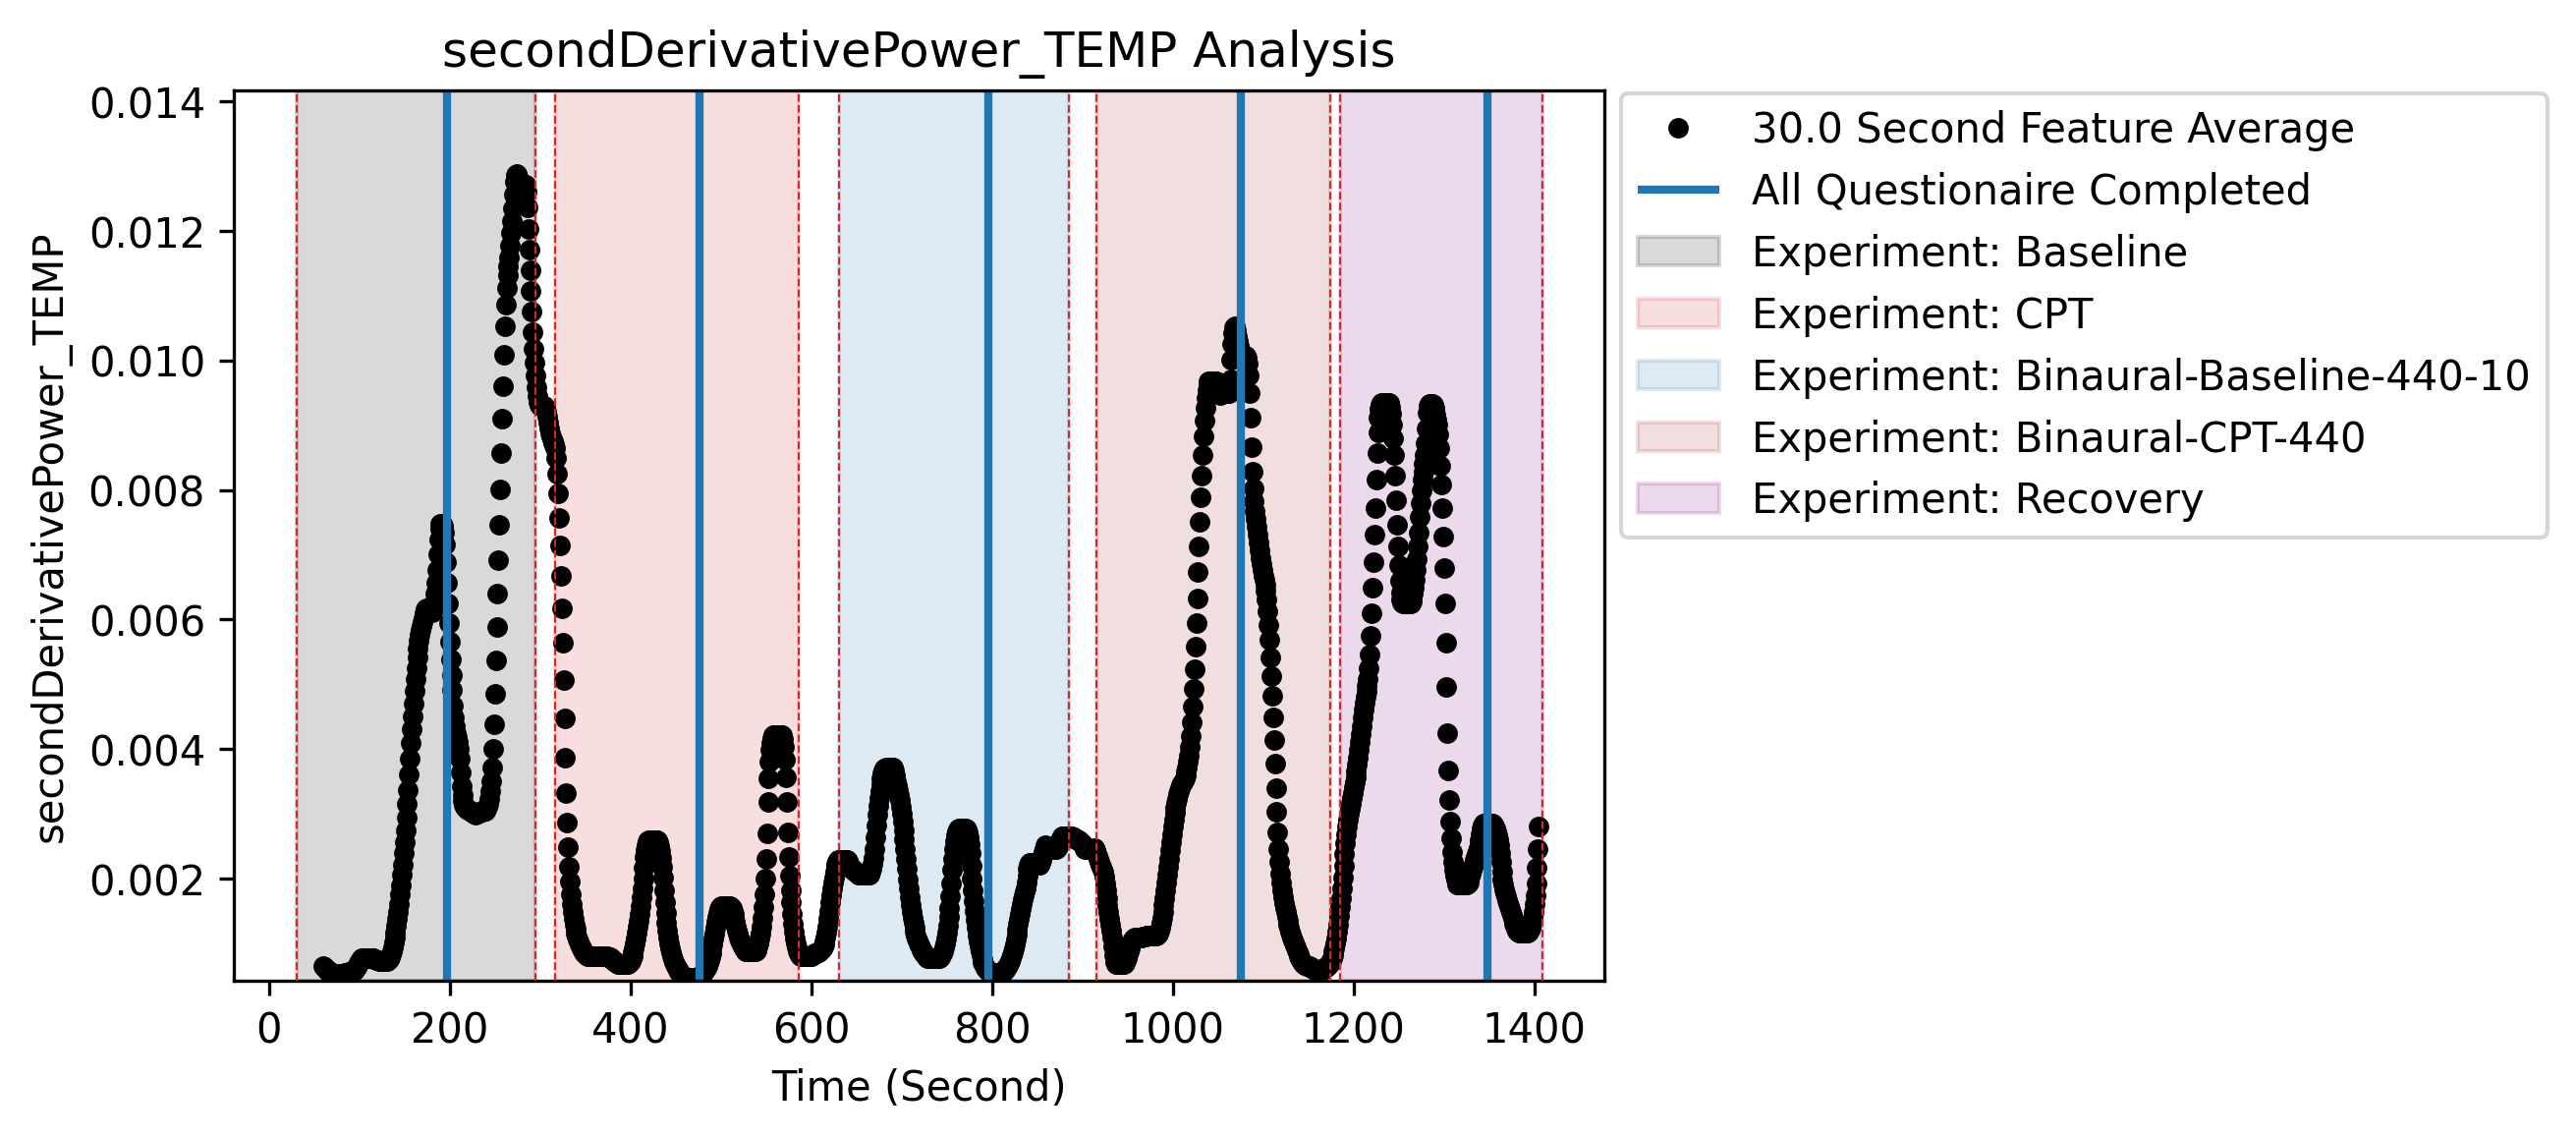 secondDerivativePower_TEMP Analysis
secondDerivativePower_TEMP
0.014
0.012
0.010
0.008
0.006
0.004
0.002
0 200 400 600 800 1000 1200 1400
Time (Second)
30.0 Second Feature Average
All Questionaire Completed
Experiment: Baseline
Experiment: CPT
Experiment: Binaural-Baseline-440-10
Experiment: Binaural-CPT-440
Experiment: Recovery